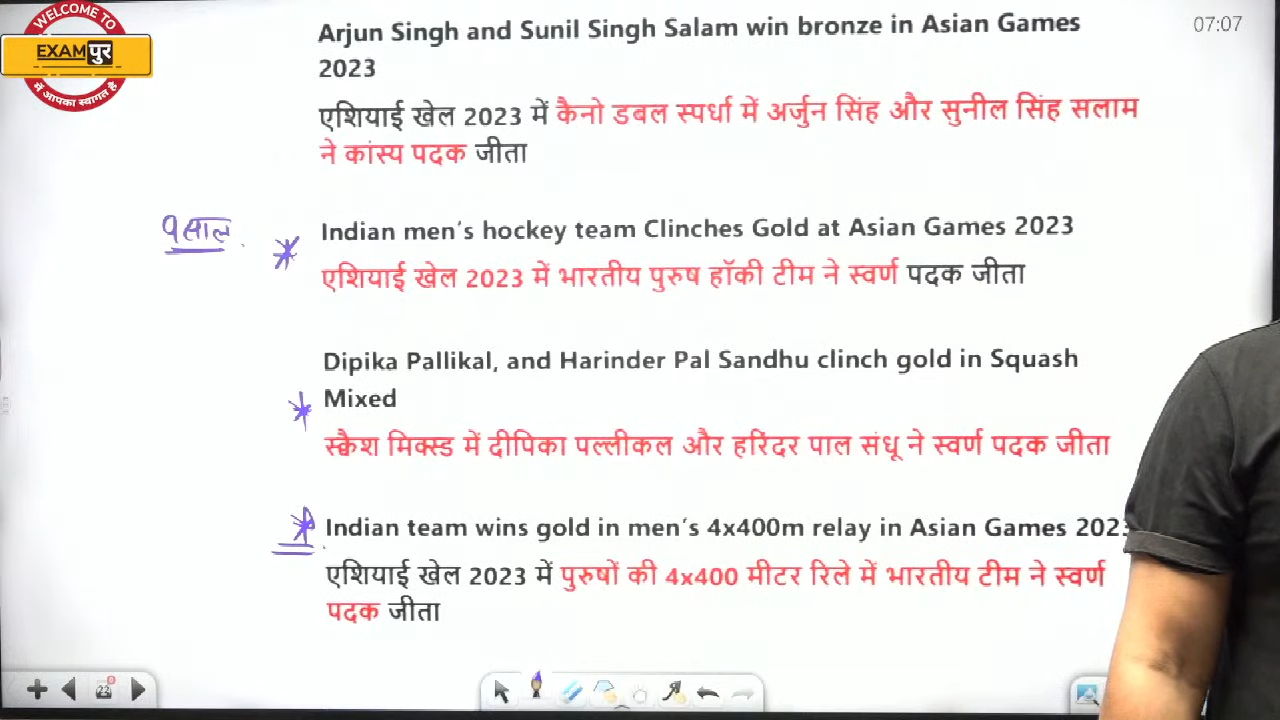 WELCOME TO
EXAMपुर
में आपका स्वागत है
07:07
Arjun Singh and Sunil Singh Salam win bronze in Asian Games
2023
एशियाई खेल 2023 में कैनो डबल स्पर्धा में अर्जुन सिंह और सुनील सिंह सलाम
ने कांस्य पदक जीता
9 साल
Indian men's hockey team Clinches Gold at Asian Games 2023
एशियाई खेल 2023 में भारतीय पुरुष हॉकी टीम ने स्वर्ण पदक जीता
Dipika Pallikal, and Harinder Pal Sandhu clinch gold in Squash
Mixed
स्क्वैश मिक्स्ड में दीपिका पल्लीकल और हरिंदर पाल संधू ने स्वर्ण पदक जीता
Indian team wins gold in men's 4x400m relay in Asian Games 2023
एशियाई खेल 2023 में पुरुषों की 4x400 मीटर रिले में भारतीय टीम ने स्वर्ण
पदक जीता
22